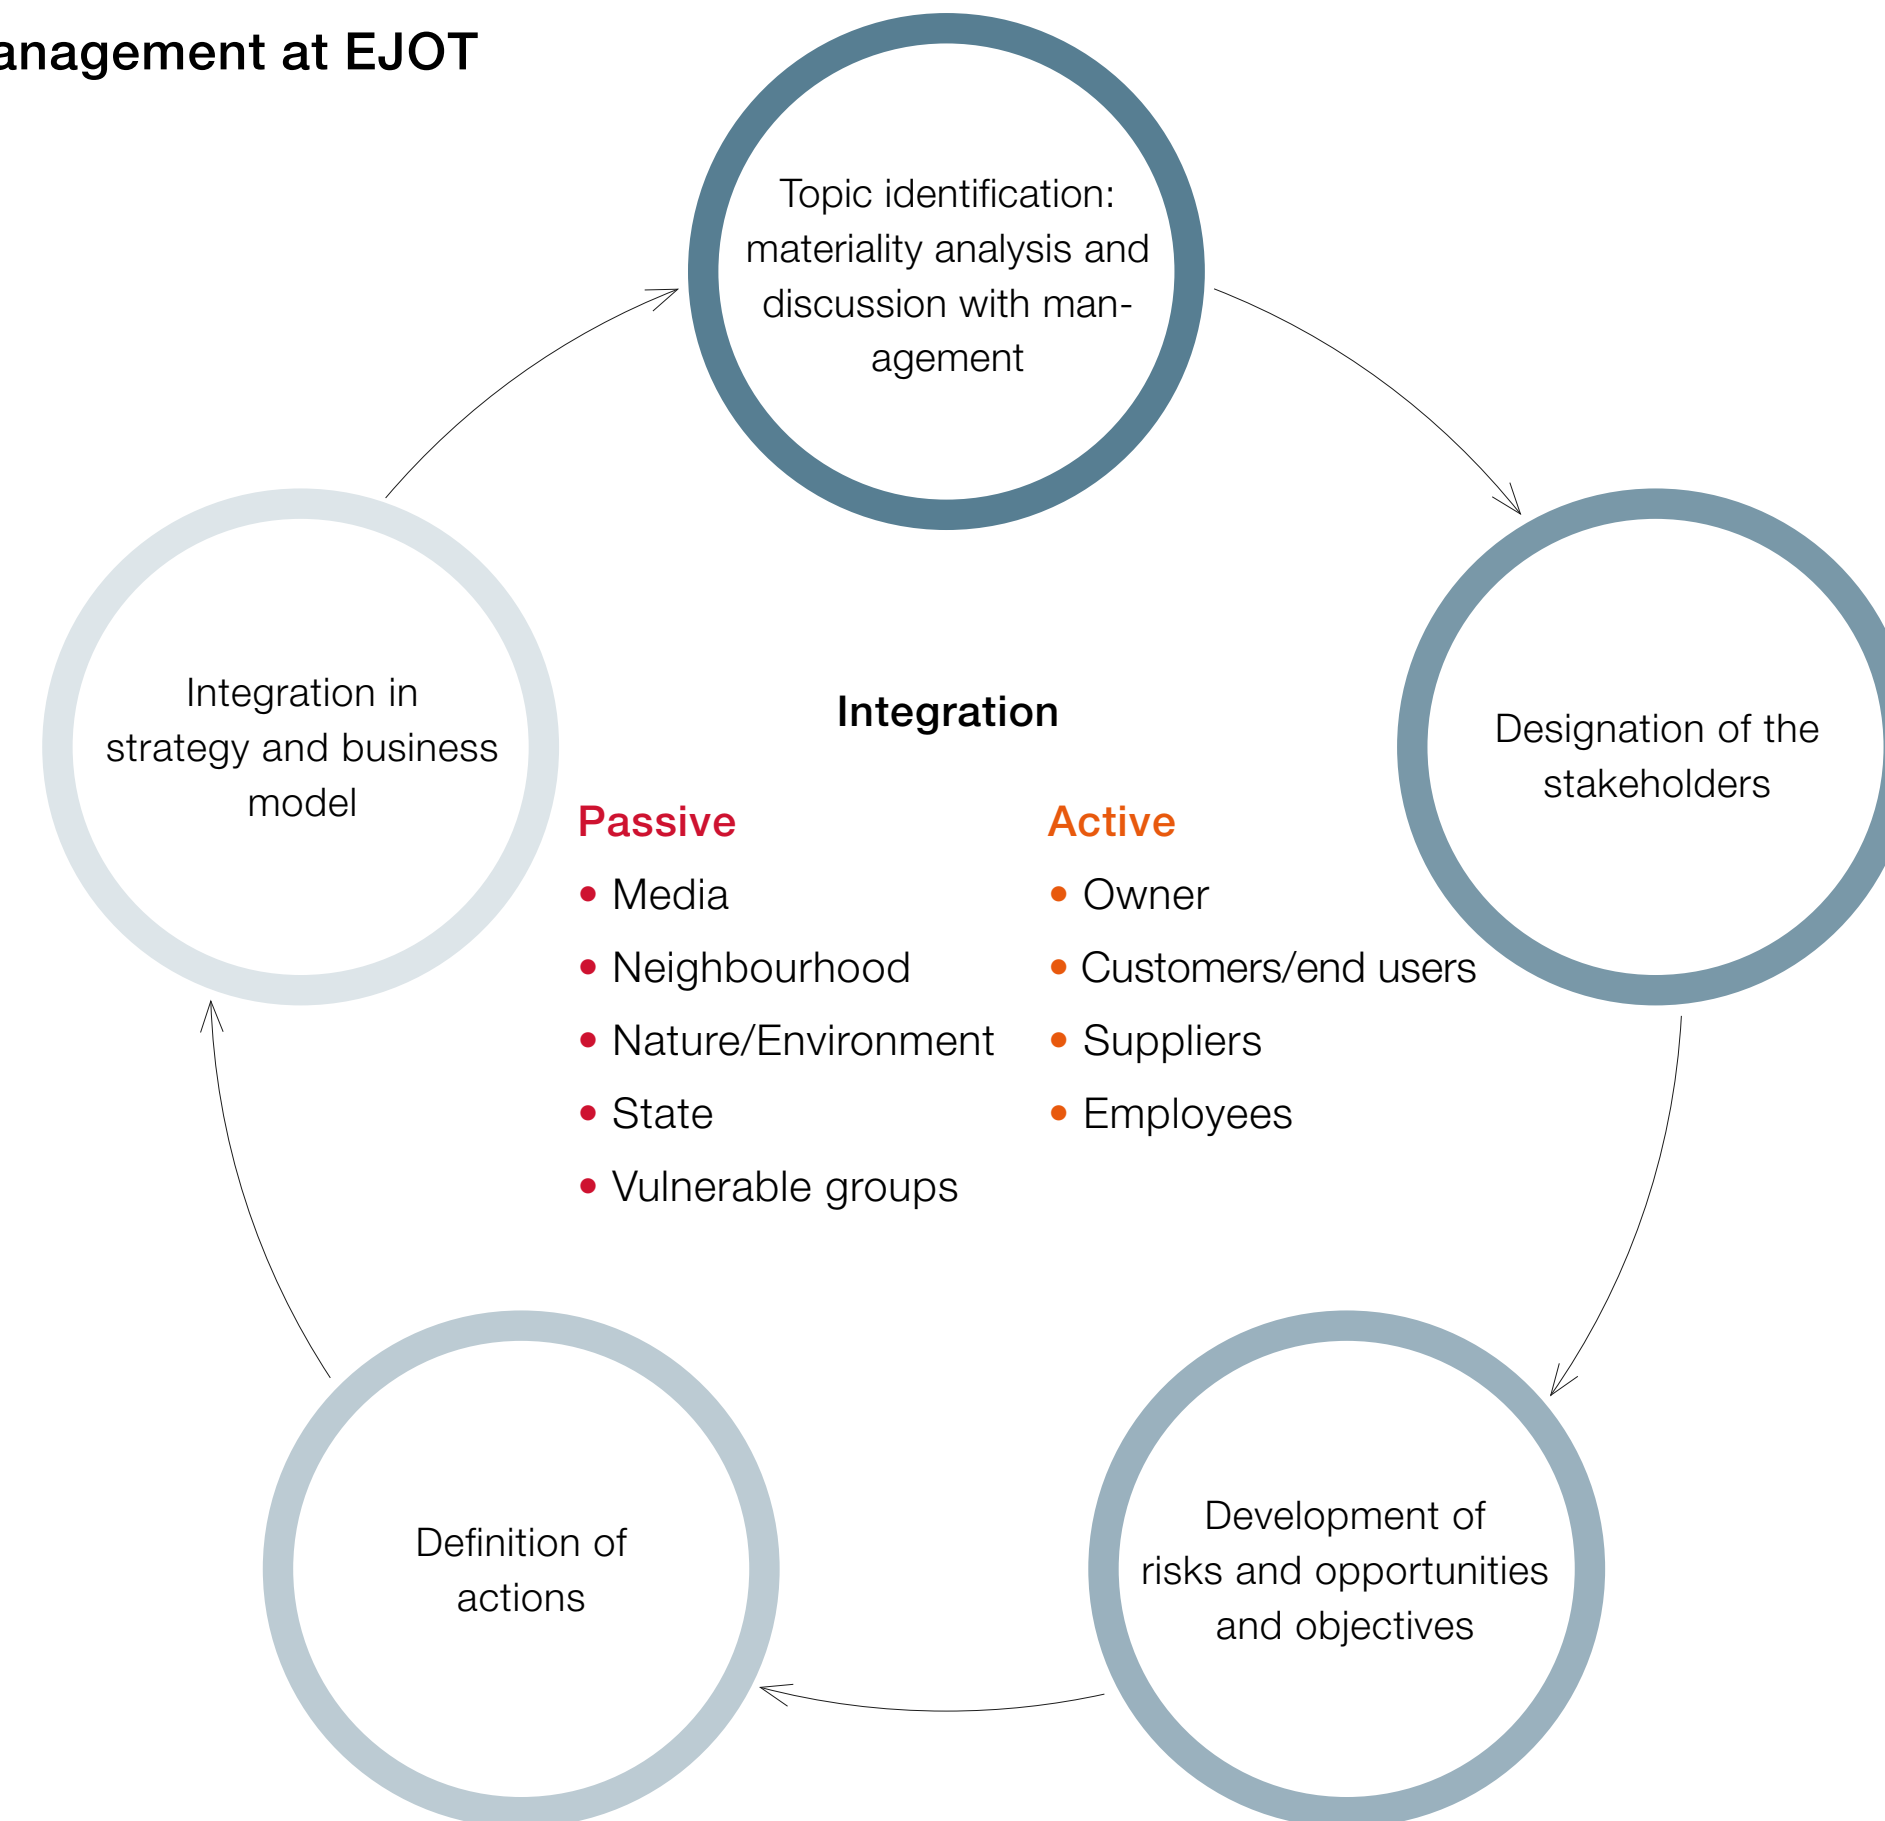 anagement at EJOT
Topic identification:
materiality analysis and
discussion with man-
agement
Integration in
strategy and business
model
Designation of the
stakeholders
Integration
Passive
• Media
• Neighbourhood
• Nature/Environment
• State
• Vulnerable groups
Active
• Owner
• Customers/end users
• Suppliers
• Employees
Definition of
actions
Development of
risks and opportunities
and objectives